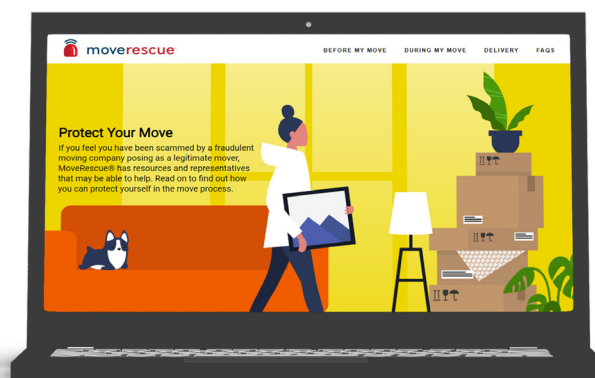 moverescue
BEFORE MY MOVE DURING MY MOVE DELIVERY FAQS
Protect Your Move
If you feel you have been scammed by a fraudulent
moving company posing as a legitimate mover,
MoveRescue® has resources and representatives
that may be able to help. Read on to find out how
you can protect yourself in the move process.